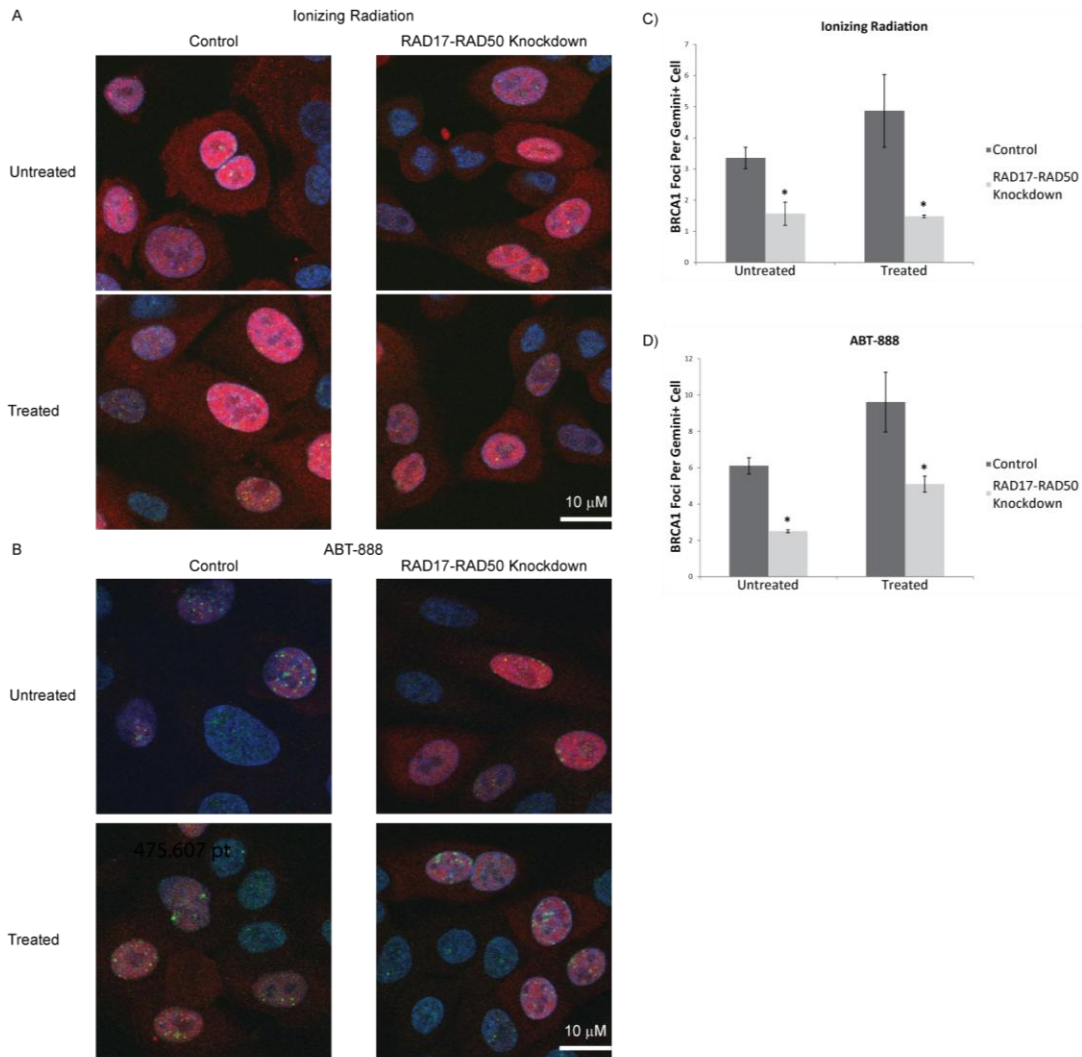 A
Ionizing Radiation
Control
RAD17-RAD50 Knockdown
Untreated
Treated
10 μM
B
ABT-888
Control
RAD17-RAD50 Knockdown
Untreated
475.607 pt
Treated
10 μM
C)
Ionizing Radiation
BRCA1 Foci Per Gemini+ Cell
7
6
5
4
3
2
1
0
*
*
Untreated
Treated
Control
RAD17-RAD50
Knockdown
D)
ABT-888
BRCA1 Foci Per Gemini+ Cell
12
10
8
6
4
2
0
*
*
Untreated
Treated
Control
RAD17-RAD50
Knockdown